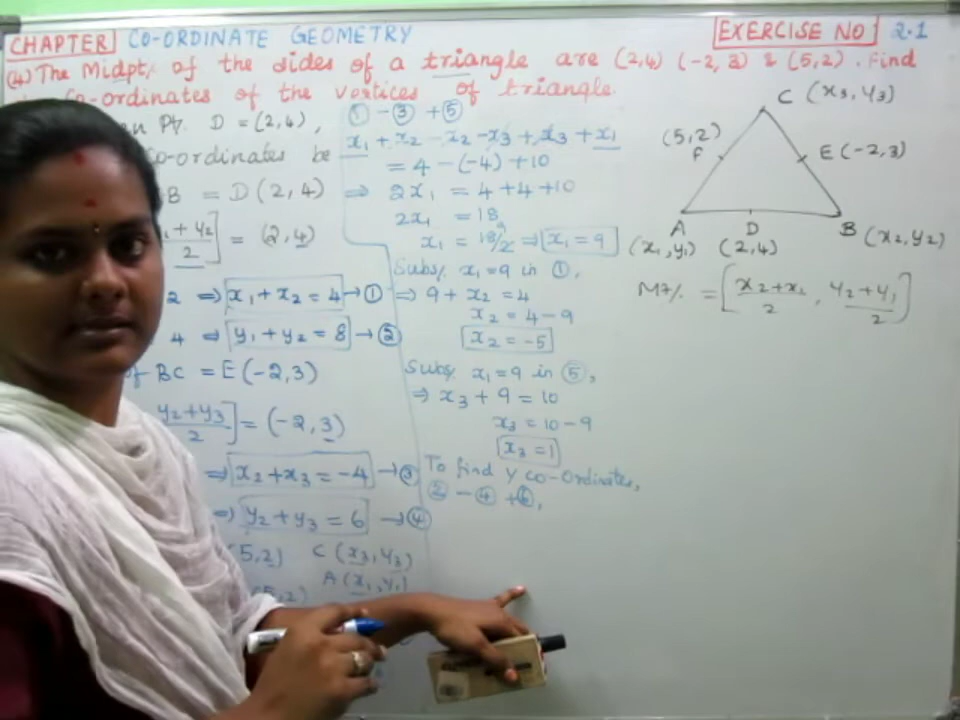 CHAPTER CO-ORDINATE GEOMETRY
EXERCISE NO 2.1
(4) The Midpt, of the sides of a triangle are (2,4) (-2, 3) & (5,2). Find
Co-ordinates of the vertices of triangle.
en Pt. D = (2,4),
Co-ordinates be
B = D (2, 4)
1 + y2 / 2 ] = (2,4)
2 ⇒ x1 + x2 = 4 → ①
4 ⇒ y1 + y2 = 8 → ②
of BC = E(-2,3)
y2+y3 / 2 ] = (-2, 3)
⇒ x2 + x3 = -4 → ③
⇒ y2 + y3 = 6 → ④
(5,2) C (x3, y3)
A (x1, y1)
(5,2)
① - ③ + ⑤
x1 + x2 - x2 - x3 + x3 + x1
= 4 - (-4) + 10
⇒ 2x1 = 4+4+10
2x1 = 18
x1 = 18/2 9 ⇒ x1 = 9
Subs/. x1=9 in ①,
⇒ 9 + x2 = 4
x2 = 4-9
x2 = -5
Subs/. x1=9 in ⑤,
⇒ x3 + 9 = 10
x3 = 10 - 9
x3 = 1
To find y co-ordinates,
② - ④ + ⑥,
C (x3, y3)
(5,2)
F
E (-2,3)
A
D
B (x2, y2)
(x1, y1) (2,4)
= [ x2+x1 / 2 , y2+y1 / 2 ]